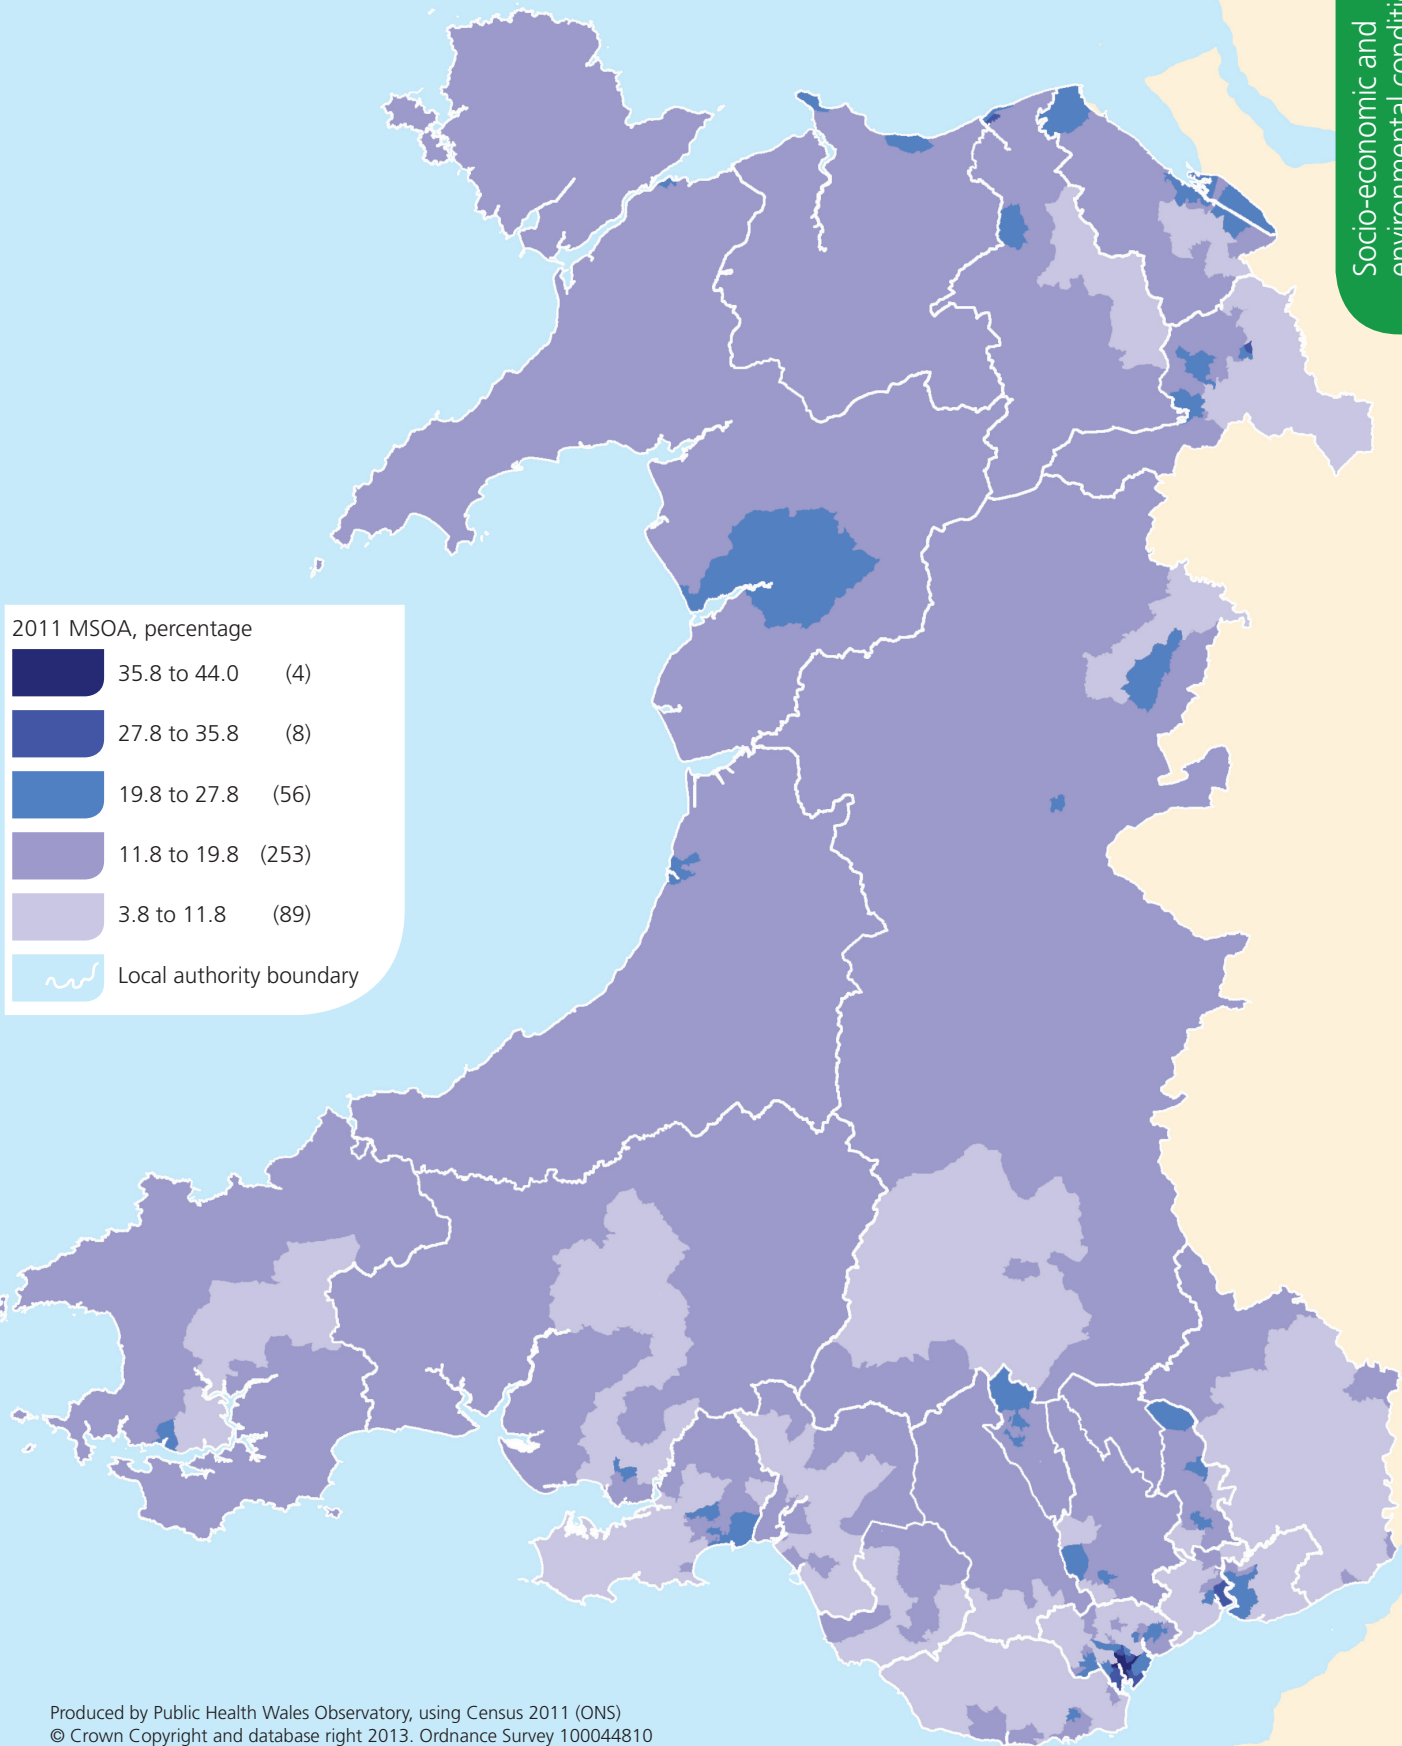 Socio-economic and
environmental
2011 MSOA, percentage
35.8 to 44.0 (4)
27.8 to 35.8 (8)
19.8 to 27.8 (56)
11.8 to 19.8 (253)
3.8 to 11.8 (89)
Local authority boundary
Produced by Public Health Wales Observatory, using Census 2011 (ONS)
© Crown Copyright and database right 2013. Ordnance Survey 100044810